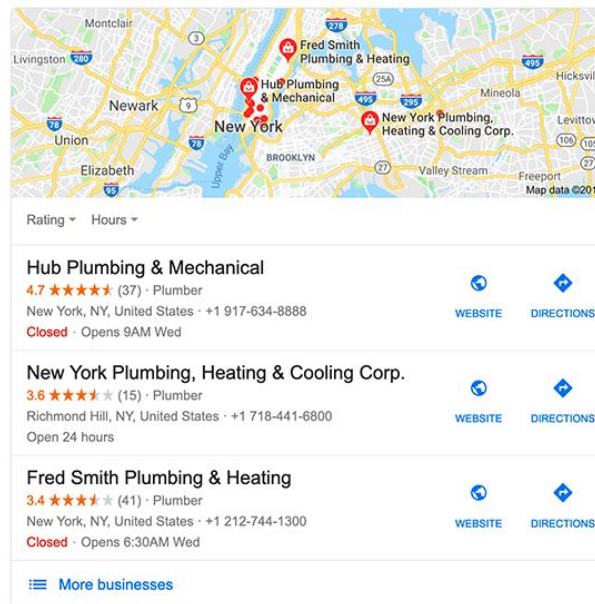 Montclair
3
278
Livingston
280
Fred Smith
Plumbing & Heating
495
25A
Hicksvil
Hub Plumbing
& Mechanical
Mineola
Newark
9
495
295
New York
New York Plumbing,
Heating & Cooling Corp.
Levittow
78
Union
78
BROOKLYN
106
105
Upper Bay
27
Valley Stream
27
Elizabeth
Freeport
95
Map data ©201
Rating
Hours
Hub Plumbing & Mechanical
4.7 ★★★★★ (37) · Plumber
New York, NY, United States · +1 917-634-8888
Closed · Opens 9AM Wed
WEBSITE
DIRECTIONS
New York Plumbing, Heating & Cooling Corp.
3.6 ★★★★★ (15) · Plumber
Richmond Hill, NY, United States · +1 718-441-6800
Open 24 hours
WEBSITE
DIRECTIONS
Fred Smith Plumbing & Heating
3.4 ★★★★★ (41) · Plumber
New York, NY, United States · +1 212-744-1300
Closed · Opens 6:30AM Wed
WEBSITE
DIRECTIONS
More businesses